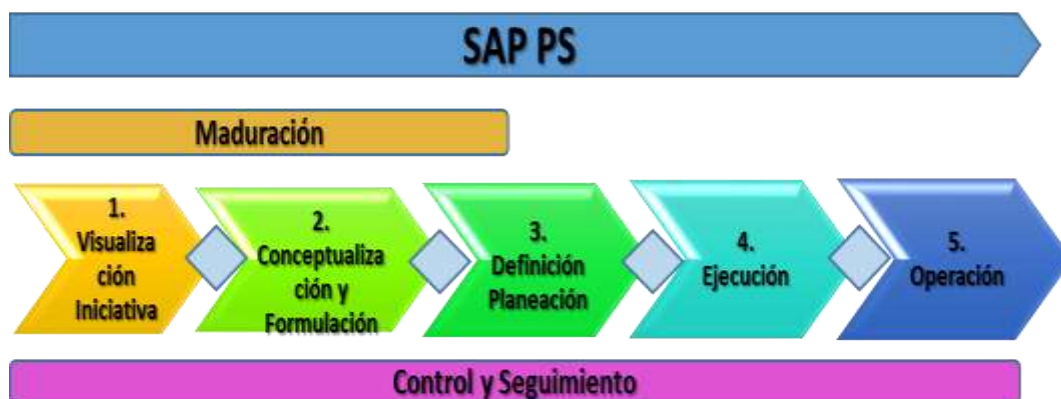 SAP PS
Maduración
1.
Visualiza
ción
Iniciativa
2.
Conceptualiza
ción y
Formulación
3.
Definición
Planeación
4.
Ejecución
5.
Operación
Control y Seguimiento